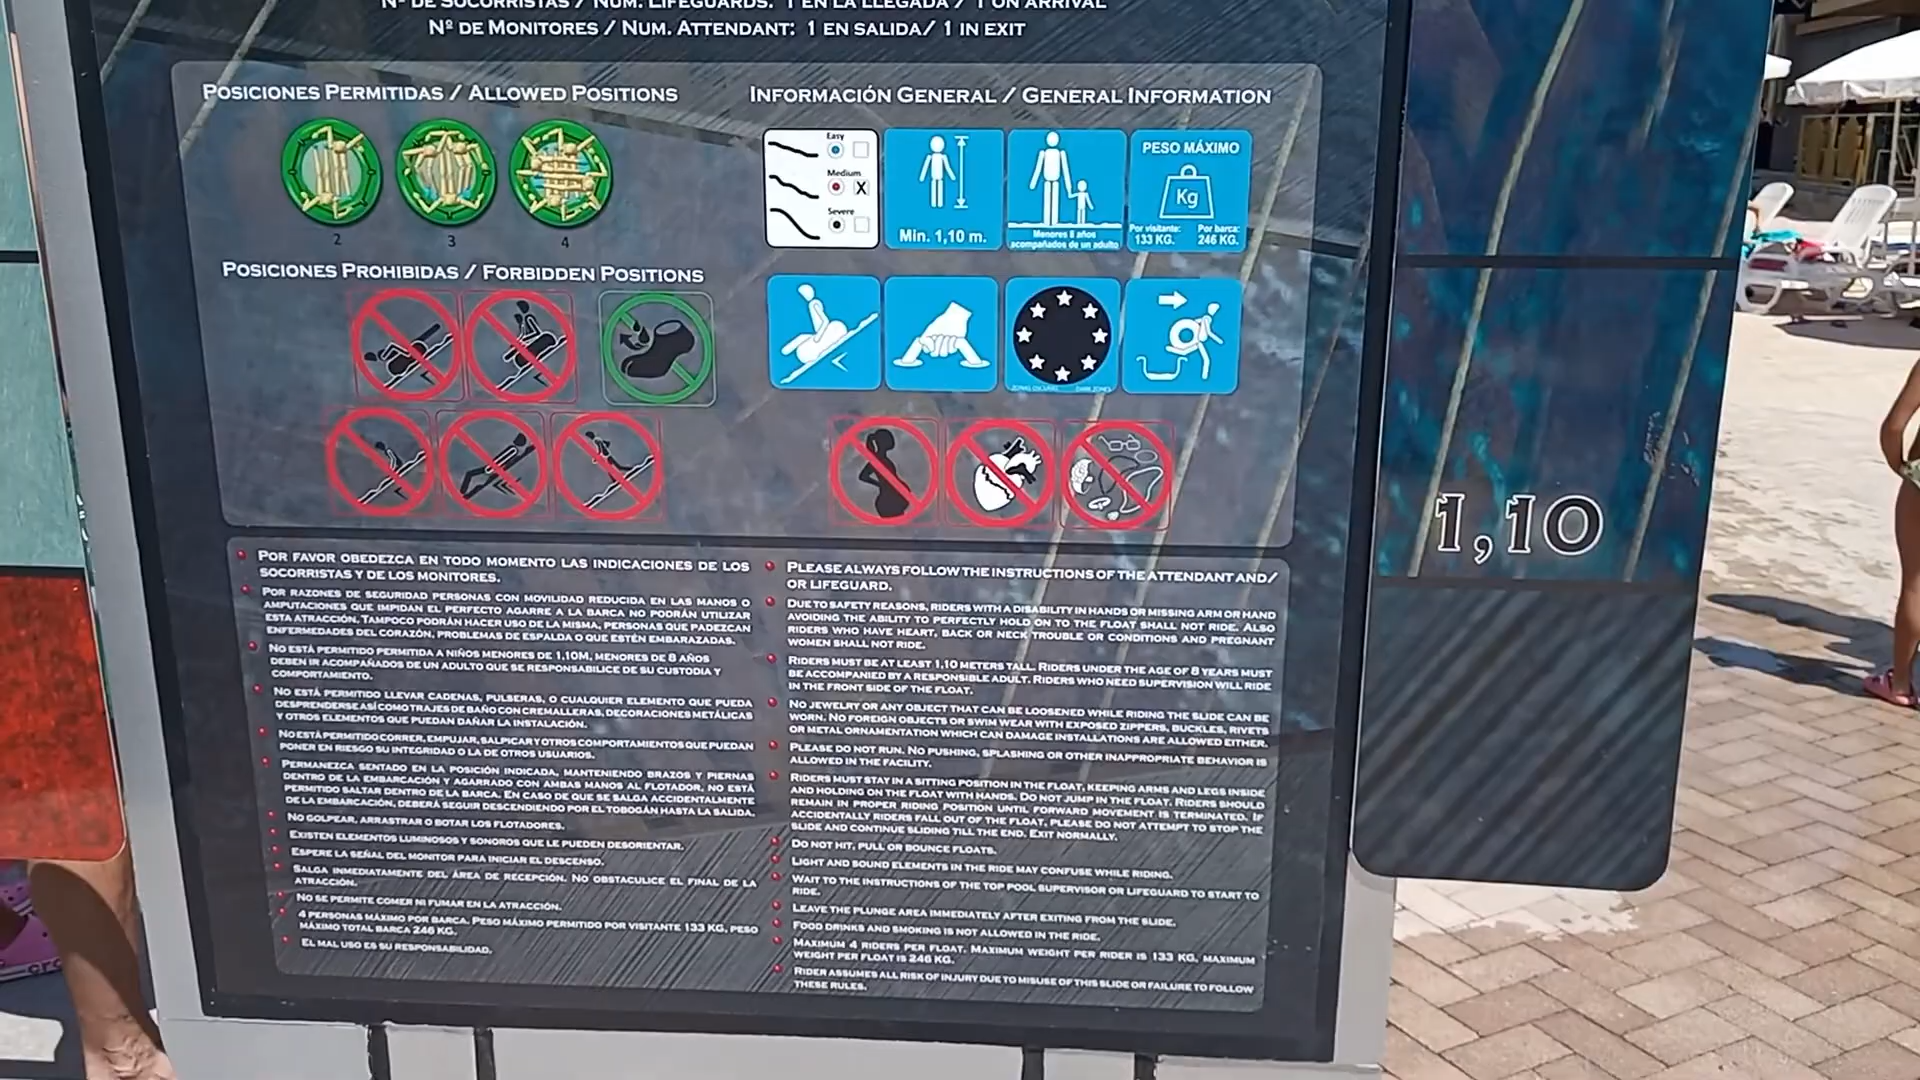 Nº DE SOCORRISTAS / NUM. LIFEGUARDS: 1 EN LA LLEGADA / 1 ON ARRIVAL
Nº DE MONITORES / NUM. ATTENDANT: 1 EN SALIDA/ 1 IN EXIT
POSICIONES PERMITIDAS / ALLOWED POSITIONS
2
3
4
POSICIONES PROHIBIDAS / FORBIDDEN POSITIONS
INFORMACIÓN GENERAL / GENERAL INFORMATION
Easy
Medium
X
Severe
Min. 1,10 m.
Menores 8 años
acompañados de un adulto
PESO MÁXIMO
Kg
Por visitante:
133 KG.
Por barca:
246 KG.
ZONAS OSCURAS DARK ZONES
POR FAVOR OBEDEZCA EN TODO MOMENTO LAS INDICACIONES DE LOS
SOCORRISTAS Y DE LOS MONITORES.
POR RAZONES DE SEGURIDAD PERSONAS CON MOVILIDAD REDUCIDA EN LAS MANOS O
AMPUTACIONES QUE IMPIDAN EL PERFECTO AGARRE A LA BARCA NO PODRÁN UTILIZAR
ESTA ATRACCIÓN. TAMPOCO PODRÁN HACER USO DE LA MISMA, PERSONAS QUE PADEZCAN
ENFERMEDADES DEL CORAZÓN, PROBLEMAS DE ESPALDA O QUE ESTÉN EMBARAZADAS.
NO ESTÁ PERMITIDO PERMITIDA A NIÑOS MENORES DE 1,10M, MENORES DE 8 AÑOS
DEBEN IR ACOMPAÑADOS DE UN ADULTO QUE SE RESPONSABILICE DE SU CUSTODIA Y
COMPORTAMIENTO.
NO ESTÁ PERMITIDO LLEVAR CADENAS, PULSERAS, O CUALQUIER ELEMENTO QUE PUEDA
DESPRENDERSE ASÍ COMO TRAJES DE BAÑO CON CREMALLERAS, DECORACIONES METÁLICAS
Y OTROS ELEMENTOS QUE PUEDAN DAÑAR LA INSTALACIÓN.
NO ESTÁ PERMITIDO CORRER, EMPUJAR, SALPICAR Y OTROS COMPORTAMIENTOS QUE PUEDAN
PONER EN RIESGO SU INTEGRIDAD O LA DE OTROS USUARIOS.
PERMANEZCA SENTADO EN LA POSICIÓN INDICADA, MANTENIENDO BRAZOS Y PIERNAS
DENTRO DE LA EMBARCACIÓN Y AGARRADO CON AMBAS MANOS AL FLOTADOR. NO ESTÁ
PERMITIDO SALTAR DENTRO DE LA BARCA. EN CASO DE QUE SE SALGA ACCIDENTALMENTE
DE LA EMBARCACIÓN, DEBERÁ SEGUIR DESCENDIENDO POR EL TOBOGÁN HASTA LA SALIDA.
NO GOLPEAR, ARRASTRAR O BOTAR LOS FLOTADORES.
EXISTEN ELEMENTOS LUMINOSOS Y SONOROS QUE LE PUEDEN DESORIENTAR.
ESPERE LA SEÑAL DEL MONITOR PARA INICIAR EL DESCENSO.
SALGA INMEDIATAMENTE DEL ÁREA DE RECEPCIÓN. NO OBSTACULICE EL FINAL DE LA
ATRACCIÓN.
NO SE PERMITE COMER NI FUMAR EN LA ATRACCIÓN.
4 PERSONAS MÁXIMO POR BARCA. PESO MÁXIMO PERMITIDO POR VISITANTE 133 KG, PESO
MÁXIMO TOTAL BARCA 246 KG.
EL MAL USO ES SU RESPONSABILIDAD.
PLEASE ALWAYS FOLLOW THE INSTRUCTIONS OF THE ATTENDANT AND/
OR LIFEGUARD.
DUE TO SAFETY REASONS, RIDERS WITH A DISABILITY IN HANDS OR MISSING ARM OR HAND
AVOIDING THE ABILITY TO PERFECTLY HOLD ON TO THE FLOAT SHALL NOT RIDE. ALSO
RIDERS WHO HAVE HEART, BACK OR NECK TROUBLE OR CONDITIONS AND PREGNANT
WOMEN SHALL NOT RIDE.
RIDERS MUST BE AT LEAST 1,10 METERS TALL. RIDERS UNDER THE AGE OF 8 YEARS MUST
BE ACCOMPANIED BY A RESPONSIBLE ADULT. RIDERS WHO NEED SUPERVISION WILL RIDE
IN THE FRONT SIDE OF THE FLOAT.
NO JEWELRY OR ANY OBJECT THAT CAN BE LOOSENED WHILE RIDING THE SLIDE CAN BE
WORN. NO FOREIGN OBJECTS OR SWIM WEAR WITH EXPOSED ZIPPERS, BUCKLES, RIVETS
OR METAL ORNAMENTATION WHICH CAN DAMAGE INSTALLATIONS ARE ALLOWED EITHER.
PLEASE DO NOT RUN. NO PUSHING, SPLASHING OR OTHER INAPPROPRIATE BEHAVIOR IS
ALLOWED IN THE FACILITY.
RIDERS MUST STAY IN A SITTING POSITION IN THE FLOAT, KEEPING ARMS AND LEGS INSIDE
AND HOLDING ON THE FLOAT WITH HANDS. DO NOT JUMP IN THE FLOAT. RIDERS SHOULD
REMAIN IN PROPER RIDING POSITION UNTIL FORWARD MOVEMENT IS TERMINATED. IF
ACCIDENTALLY RIDERS FALL OUT OF THE FLOAT, PLEASE DO NOT ATTEMPT TO STOP THE
SLIDE AND CONTINUE SLIDING TILL THE END. EXIT NORMALLY.
DO NOT HIT, PULL OR BOUNCE FLOATS.
LIGHT AND SOUND ELEMENTS IN THE RIDE MAY CONFUSE WHILE RIDING.
WAIT TO THE INSTRUCTIONS OF THE TOP POOL SUPERVISOR OR LIFEGUARD TO START TO
RIDE.
LEAVE THE PLUNGE AREA IMMEDIATELY AFTER EXITING FROM THE SLIDE.
FOOD DRINKS AND SMOKING IS NOT ALLOWED IN THE RIDE.
MAXIMUM 4 RIDERS PER FLOAT. MAXIMUM WEIGHT PER RIDER IS 133 KG, MAXIMUM
WEIGHT PER FLOAT IS 246 KG.
RIDER ASSUMES ALL RISK OF INJURY DUE TO MISUSE OF THIS SLIDE OR FAILURE TO FOLLOW
THESE RULES.
1,10